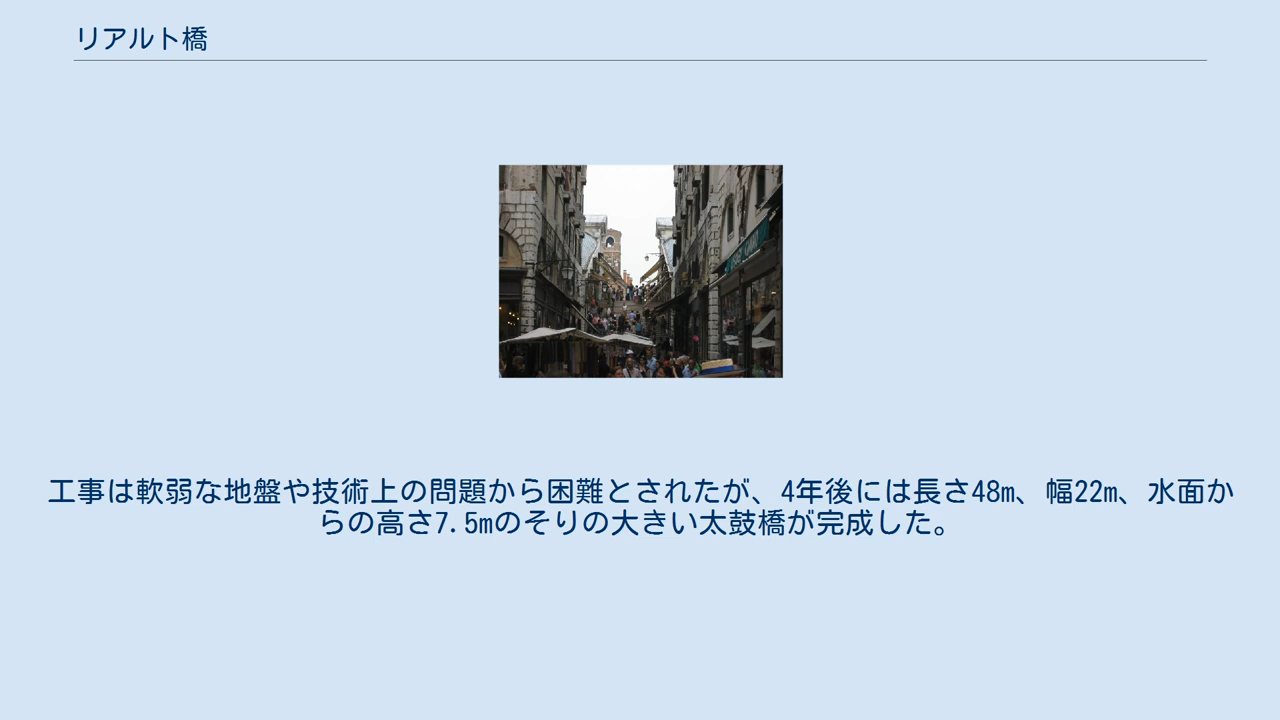 リアルト橋
工事は軟弱な地盤や技術上の問題から困難とされたが、4年後には長さ48m、幅22m、水面か
らの高さ7.5mのそりの大きい太鼓橋が完成した。